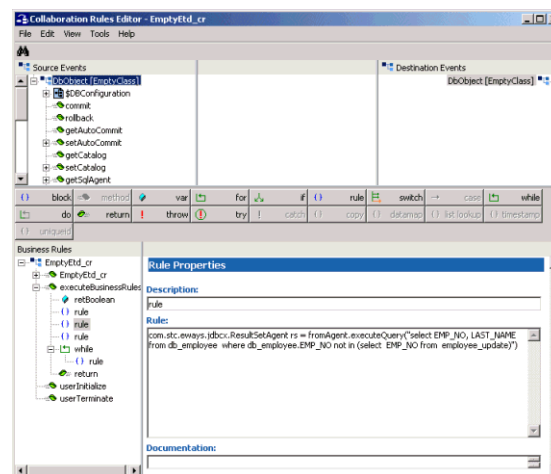 Collaboration Rules Editor - EmptyEtd_cr
File Edit View Tools Help
Source Events
Destination Events
DbObject [EmptyClass]
DbObject [EmptyClass]
$DBConfiguration
commit
rollback
getAutoCommit
setAutoCommit
getCatalog
setCatalog
getSqlAgent
block method var for if rule switch case while
do return throw try catch copy datamap list lookup timestamp
uniqueid
Business Rules
EmptyEtd_cr
EmptyEtd_cr
executeBusinessRules
retBoolean
rule
rule
rule
while
rule
return
userInitialize
userTerminate
Rule Properties
Description:
rule
Rule:
com.stc.eways.jdbcx.ResultSetAgent rs = fromAgent.executeQuery("select EMP_NO, LAST_NAME
from db_employee where db_employee.EMP_NO not in (select EMP_NO from employee_update)")
Documentation: